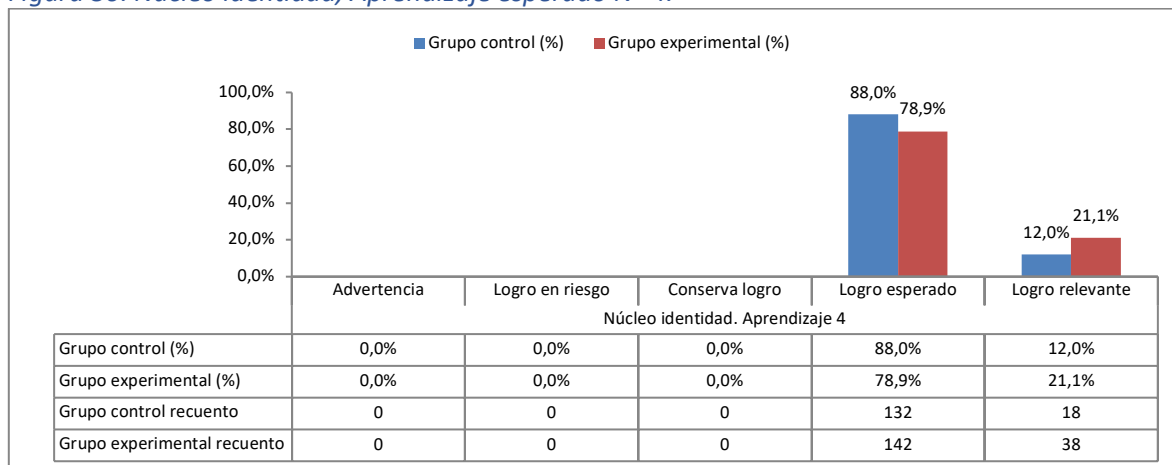 Grupo control (%) Grupo experimental (%)
100,0%
80,0%
60,0%
40,0%
20,0%
0,0%
88,0%
78,9%
12,0%
21,1%
Advertencia Logro en riesgo Conserva logro Logro esperado Logro relevante
Núcleo identidad. Aprendizaje 4
Grupo control (%) 0,0% 0,0% 0,0% 88,0% 12,0%
Grupo experimental (%) 0,0% 0,0% 0,0% 78,9% 21,1%
Grupo control recuento 0 0 0 132 18
Grupo experimental recuento 0 0 0 142 38